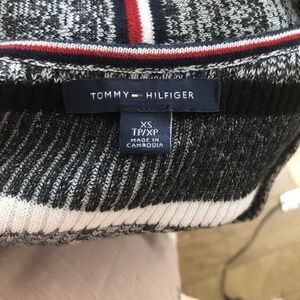 TOMMY HILFIGER
XS
TP/XP
MADE IN
CAMBODIA